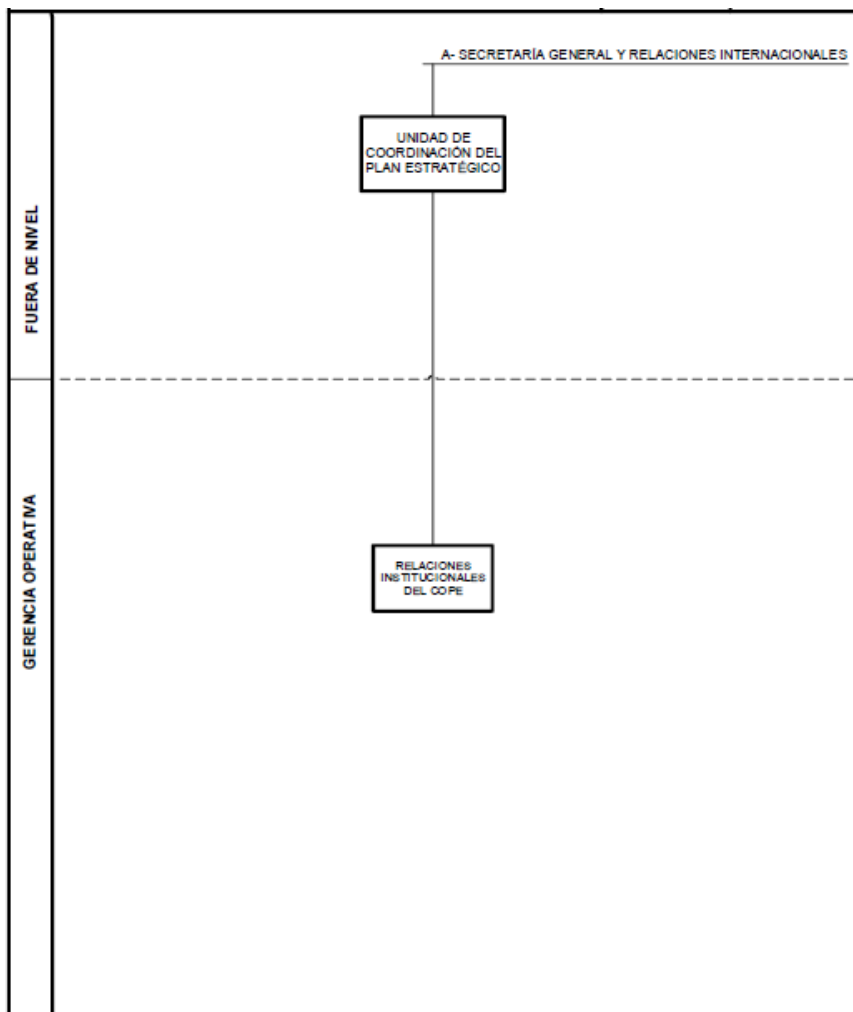 A- SECRETARÍA GENERAL Y RELACIONES INTERNACIONALES
UNIDAD DE
COORDINACIÓN DEL
PLAN ESTRATÉGICO
FUERA DE NIVEL
RELACIONES
INSTITUCIONALES
DEL COPE
GERENCIA OPERATIVA